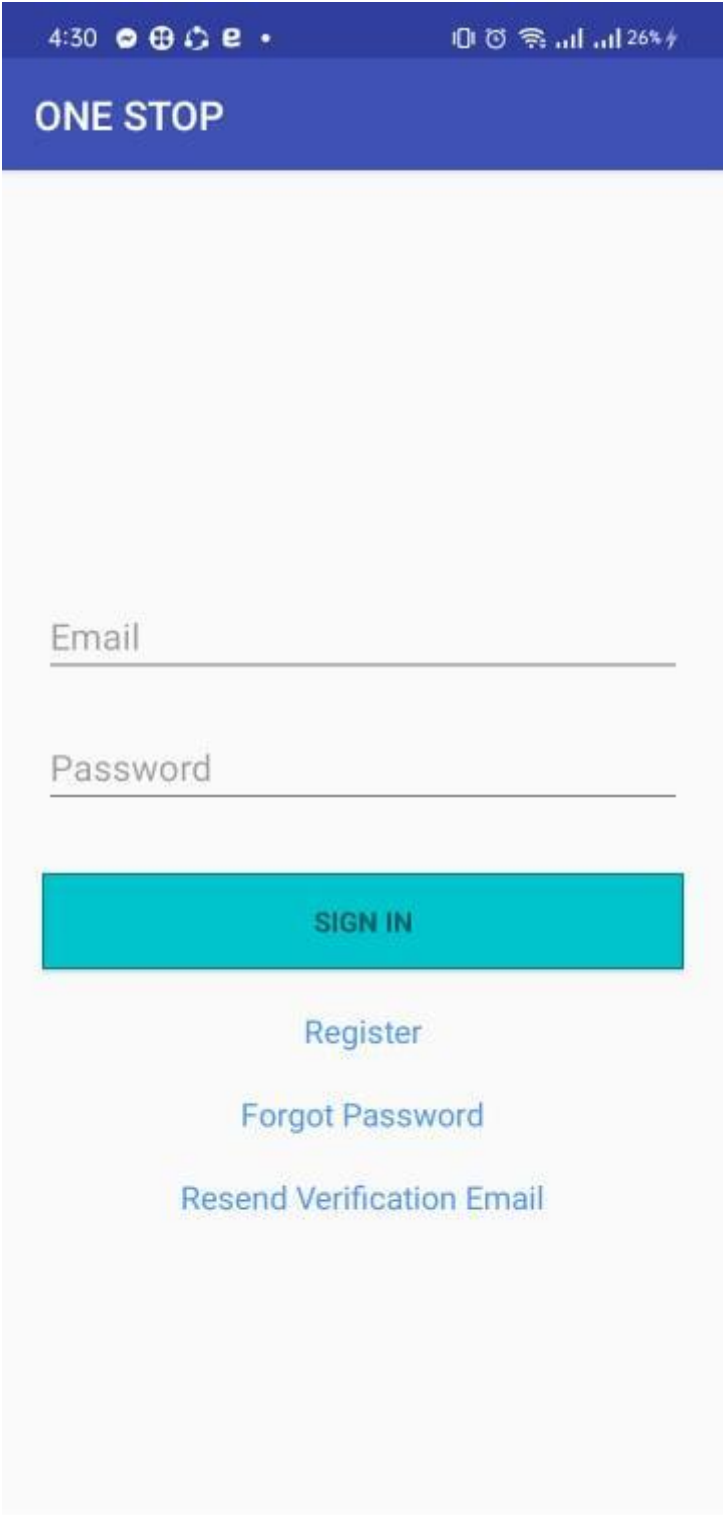 4:30 26%
ONE STOP
Email
Password
SIGN IN
Register
Forgot Password
Resend Verification Email